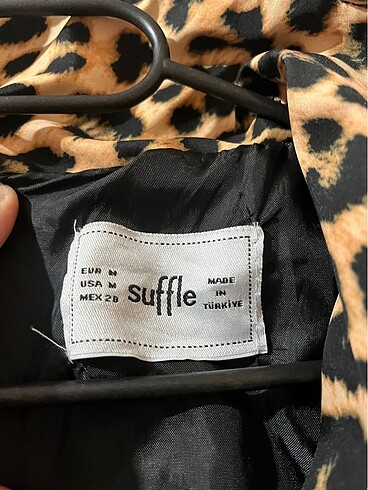 EUR M
USA M
MEX 28
suffle
MADE
IN
TÜRKİYE